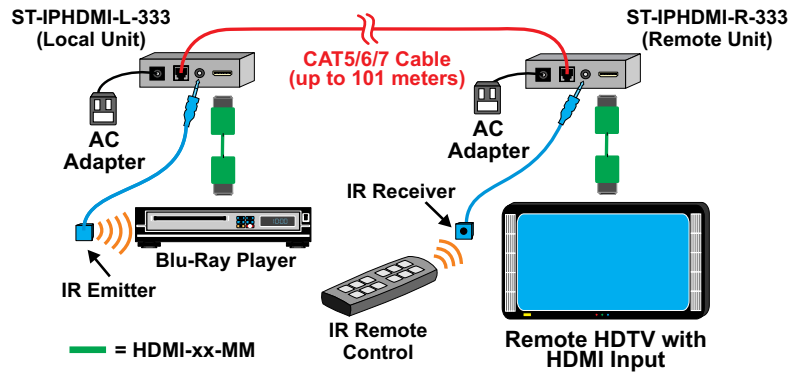 ST-IPHDMI-L-333
(Local Unit)
ST-IPHDMI-R-333
(Remote Unit)
CAT5/6/7 Cable
(up to 101 meters)
AC
Adapter
AC
Adapter
IR Receiver
1000
Blu-Ray Player
IR Emitter
IR Remote
Control
Remote HDTV with
HDMI Input
= HDMI-xx-MM